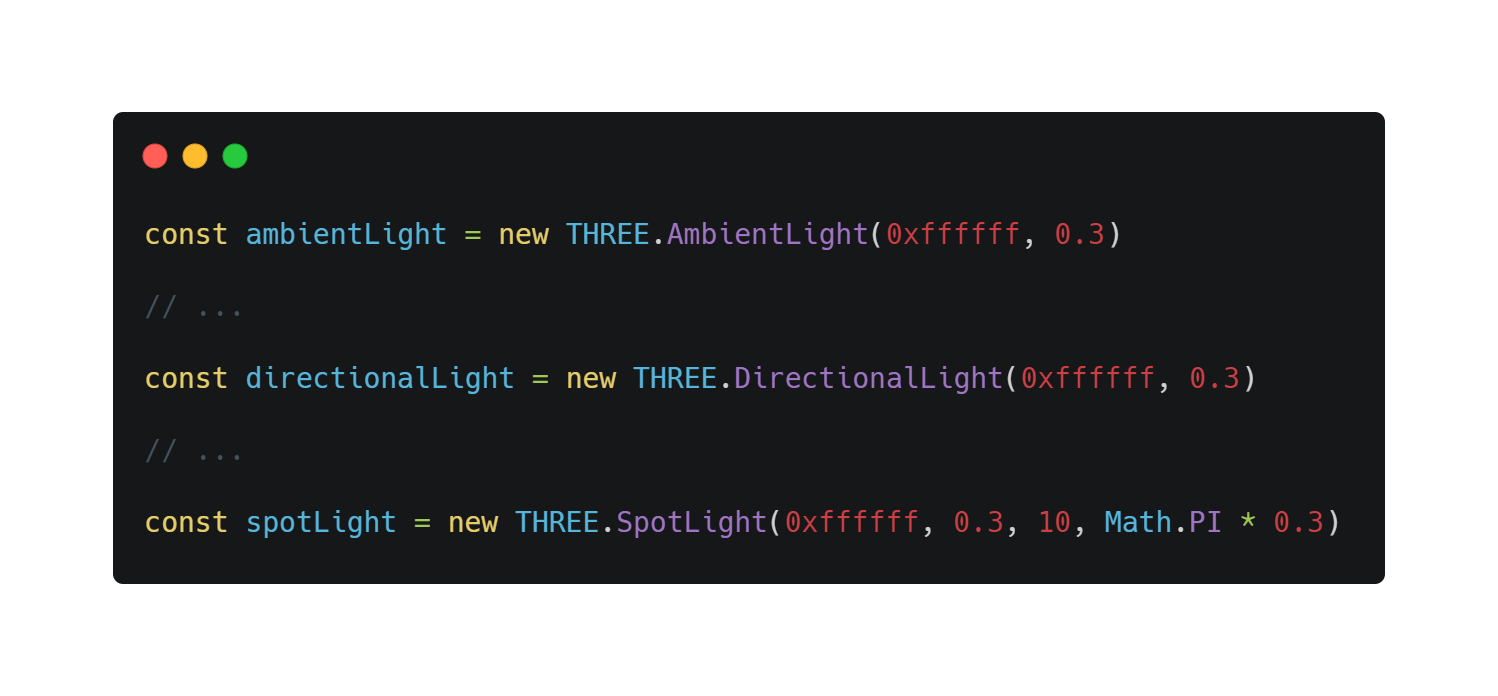 const ambientLight = new THREE.AmbientLight(0xffffff, 0.3)
// ...
const directionalLight = new THREE.DirectionalLight(0xffffff, 0.3)
// ...
const spotLight = new THREE.SpotLight(0xffffff, 0.3, 10, Math.PI * 0.3)